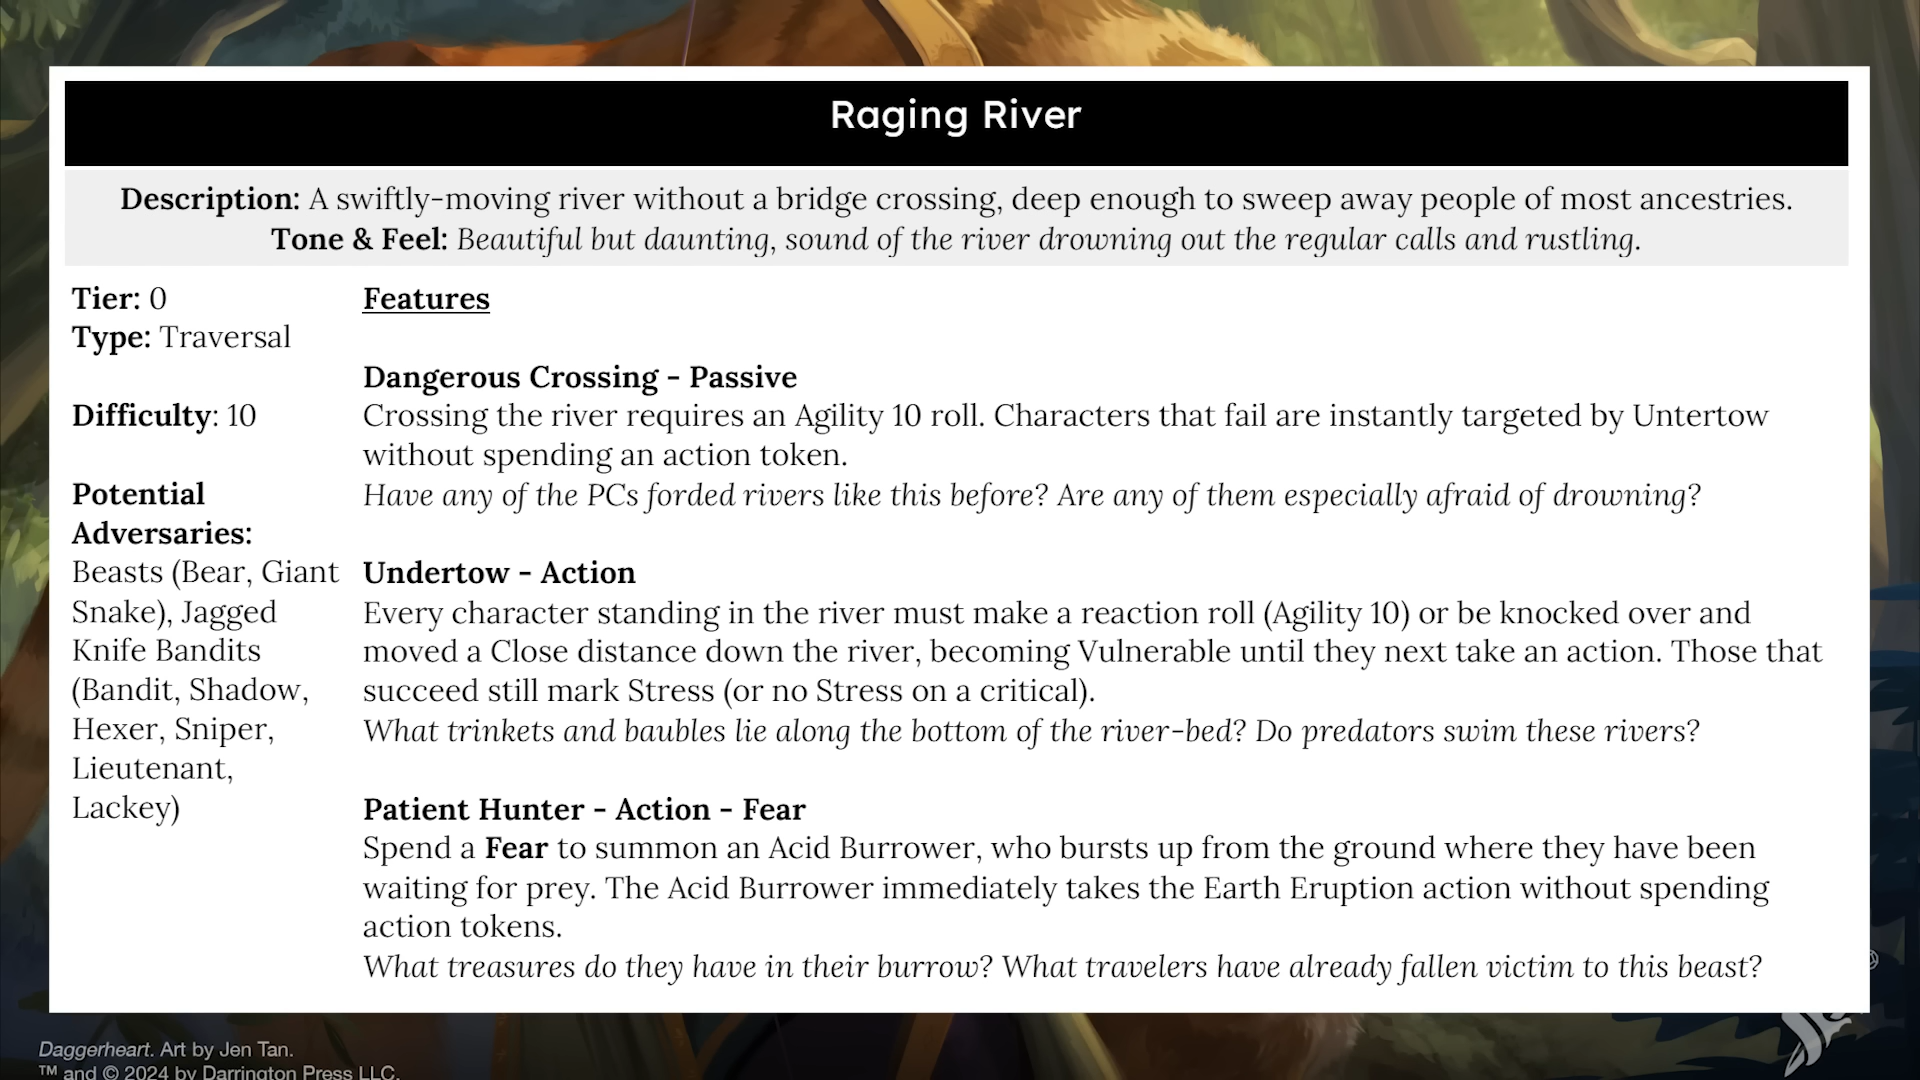 Raging River
Description: A swiftly-moving river without a bridge crossing, deep enough to sweep away people of most ancestries.
Tone & Feel: Beautiful but daunting, sound of the river drowning out the regular calls and rustling.
Tier: 0
Type: Traversal
Difficulty: 10
Potential
Adversaries:
Beasts (Bear, Giant
Snake), Jagged
Knife Bandits
(Bandit, Shadow,
Hexer, Sniper,
Lieutenant,
Lackey)
Features
Dangerous Crossing - Passive
Crossing the river requires an Agility 10 roll. Characters that fail are instantly targeted by Untertow
without spending an action token.
Have any of the PCs forded rivers like this before? Are any of them especially afraid of drowning?
Undertow - Action
Every character standing in the river must make a reaction roll (Agility 10) or be knocked over and
moved a Close distance down the river, becoming Vulnerable until they next take an action. Those that
succeed still mark Stress (or no Stress on a critical).
What trinkets and baubles lie along the bottom of the river-bed? Do predators swim these rivers?
Patient Hunter - Action - Fear
Spend a Fear to summon an Acid Burrower, who bursts up from the ground where they have been
waiting for prey. The Acid Burrower immediately takes the Earth Eruption action without spending
action tokens.
What treasures do they have in their burrow? What travelers have already fallen victim to this beast?
Daggerheart. Art by Jen Tan.
™ and © 2024 by Darrington Press LLC.